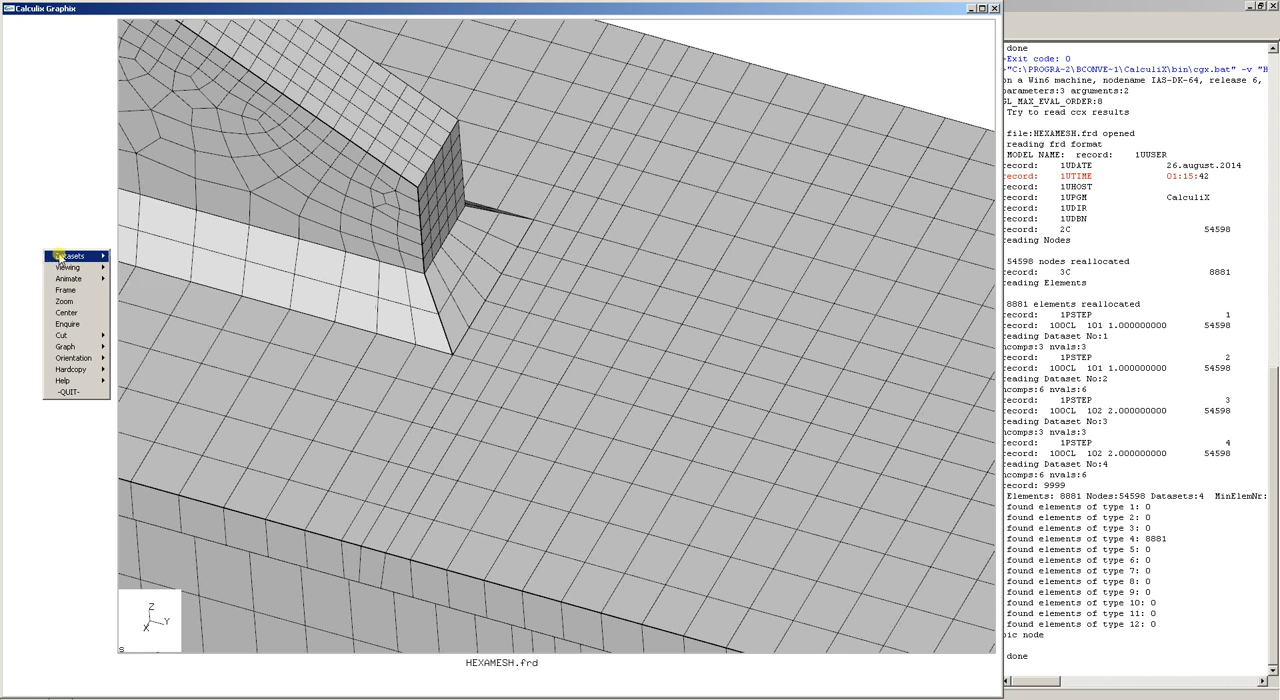 Calculix Graphix
Datasets
Viewing
Animate
Frame
Zoom
Center
Enquire
Cut
Graph
Orientation
Hardcopy
Help
-QUIT-
Z
Y
X
HEXAMESH.frd
done
Exit code: 0
"C:\PROGRA~2\BCONVE~1\CalculiX\bin\cgx.bat" -v "H
on a Win6 machine, nodename IAS-DK-64, release 6,
parameters:3 arguments:2
GL_MAX_EVAL_ORDER:8
Try to read ccx results
file:HEXAMESH.frd opened
reading frd format
MODEL NAME: record: 1UUSER
record: 1UDATE 26.august.2014
record: 1UTIME 01:15:42
record: 1UHOST
record: 1UPGM CalculiX
record: 1UDIR
record: 1UDBN
record: 2C 54598
reading Nodes
54598 nodes reallocated
record: 3C 8881
reading Elements
8881 elements reallocated
record: 1PSTEP 1
record: 100CL 101 1.000000000 54598
reading Dataset No:1
ncomps:3 nvals:3
record: 1PSTEP 2
record: 100CL 101 1.000000000 54598
reading Dataset No:2
ncomps:6 nvals:6
record: 1PSTEP 3
record: 100CL 102 2.000000000 54598
reading Dataset No:3
ncomps:3 nvals:3
record: 1PSTEP 4
record: 100CL 102 2.000000000 54598
reading Dataset No:4
ncomps:6 nvals:6
record: 9999
Elements: 8881 Nodes:54598 Datasets:4 MinElemNr:
found elements of type 1: 0
found elements of type 2: 0
found elements of type 3: 0
found elements of type 4: 8881
found elements of type 5: 0
found elements of type 6: 0
found elements of type 7: 0
found elements of type 8: 0
found elements of type 9: 0
found elements of type 10: 0
found elements of type 11: 0
found elements of type 12: 0
pic node
done